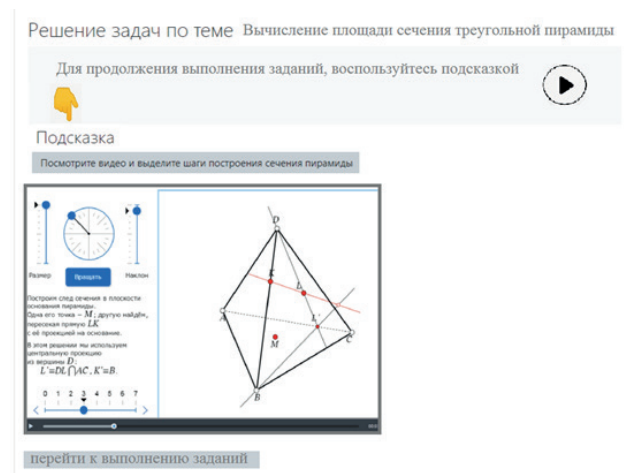 Решение задач по теме Вычисление площади сечения треугольной пирамиды
Для продолжения выполнения заданий, воспользуйтесь подсказкой
Подсказка
Посмотрите видео и выделите шаги построения сечения пирамиды
Размер
Вращать
Наклон
Построим след сечения в плоскости
основания пирамиды.
Одна его точка – M; другую найдём,
пересекая прямую LK
с её проекцией на основание.
В этом решении мы используем
центральную проекцию
из вершины D:
L'=DL⋂AC, K'=B.
0 1 2 3 4 5 6 7
D
K
L
A
L'
C
M
B
перейти к выполнению заданий